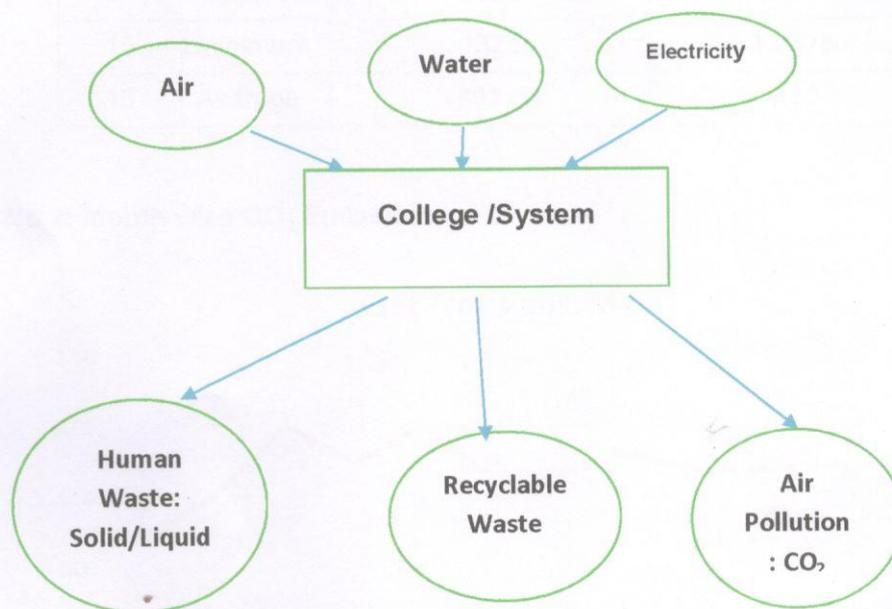 Air
Water
Electricity
College /System
Human
Waste:
Solid/Liquid
Recyclable
Waste
Air
Pollution
: CO₂